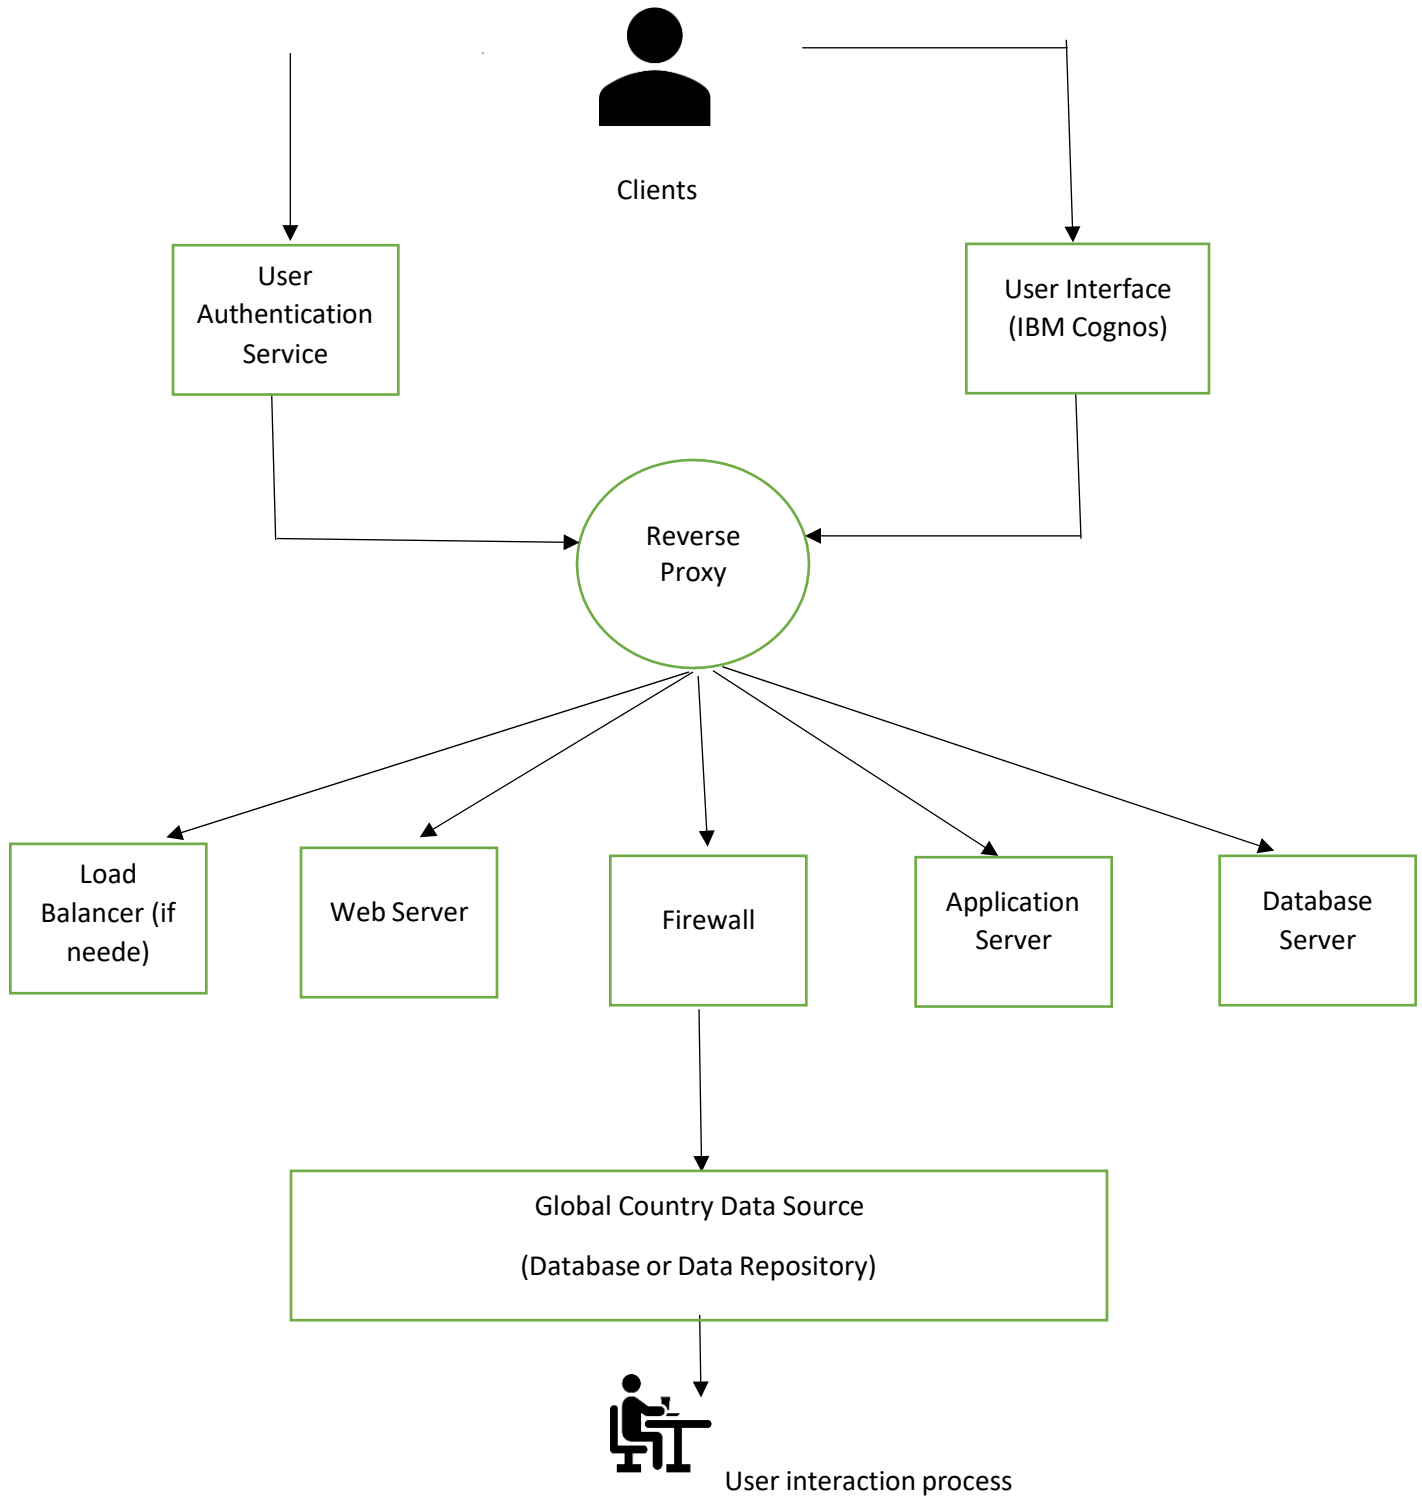 Clients
User
Authentication
Service
User Interface
(IBM Cognos)
Reverse
Proxy
Load
Balancer (if
neede)
Web Server
Firewall
Application
Server
Database
Server
Global Country Data Source
(Database or Data Repository)
User interaction process